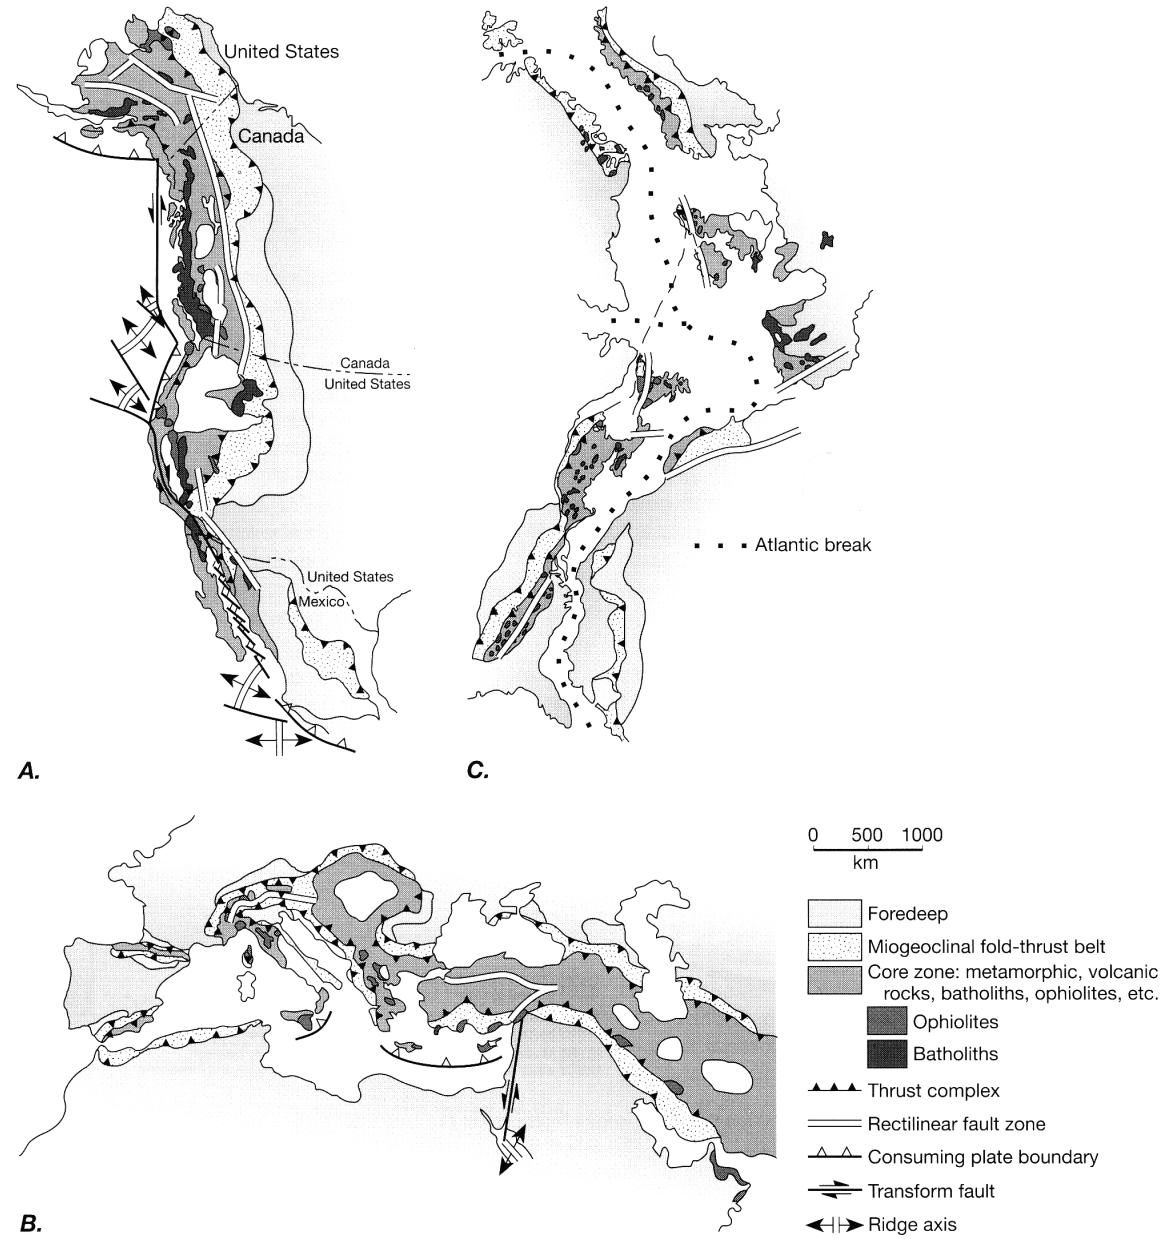 United States
Canada
Canada
United States
United States
Mexico
A.
Atlantic break
C.
0 500 1000
km
Foredeep
Miogeoclinal fold-thrust belt
Core zone: metamorphic, volcanic
rocks, batholiths, ophiolites, etc.
Ophiolites
Batholiths
Thrust complex
Rectilinear fault zone
Consuming plate boundary
Transform fault
Ridge axis
B.